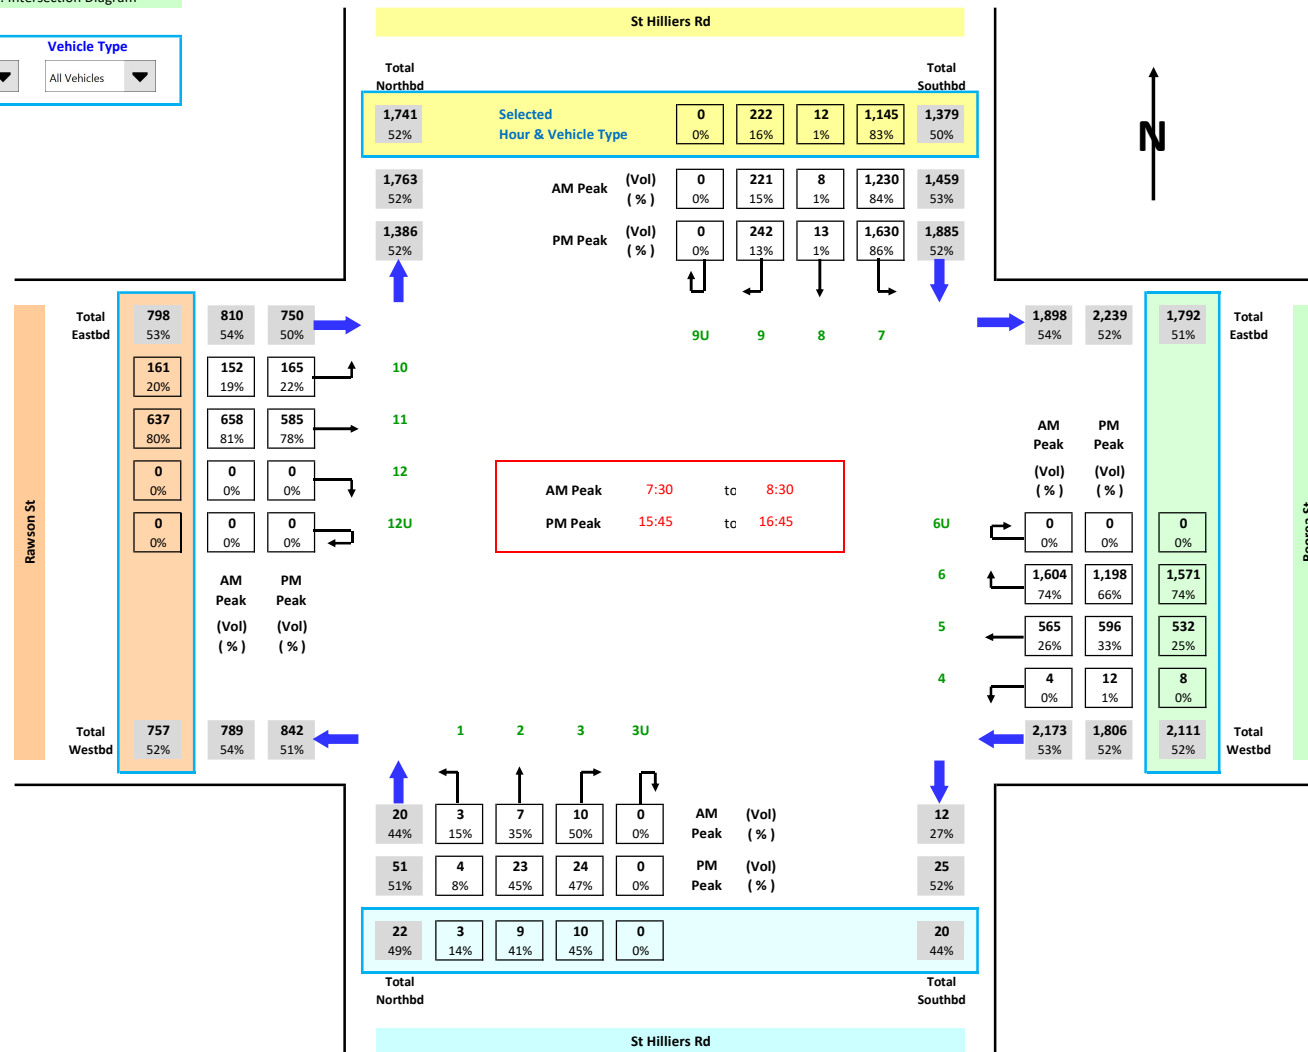 Intersection Diagram
St Hilliers Rd
Vehicle Type
All Vehicles
Total Northbd
Total Southbd
1,741 Selected 0 222 12 1,145 1,379
52% Hour & Vehicle Type 0% 16% 1% 83% 50%
1,763 AM Peak (Vol) 0 221 8 1,230 1,459
52% (%) 0% 15% 1% 84% 53%
1,386 PM Peak (Vol) 0 242 13 1,630 1,885
52% (%) 0% 13% 1% 86% 52%
N
Total 798 810 750
Eastbd 53% 54% 50%
9U 9 8 7
1,898 2,239 1,792 Total
54% 52% 51% Eastbd
161 152 165 10
20% 19% 22%
637 658 585 11
80% 81% 78%
0 0 0 12
0% 0% 0%
0 0 0 12U
0% 0% 0%
Rawson St
AM PM
Peak Peak
(Vol) (Vol)
(%) (%)
AM Peak 7:30 to 8:30
PM Peak 15:45 to 16:45
AM PM
Peak Peak
(Vol) (Vol)
(%) (%)
6U 0 0 0
0% 0% 0%
6 1,604 1,198 1,571
74% 66% 74%
5 565 596 532
26% 33% 25%
4 4 12 8
0% 1% 0%
Total 757 789 842
Westbd 52% 54% 51%
1 2 3 3U
2,173 1,806 2,111 Total
53% 52% 52% Westbd
20 3 7 10 0 AM (Vol) 12
44% 15% 35% 50% 0% Peak (%) 27%
51 4 23 24 0 PM (Vol) 25
51% 8% 45% 47% 0% Peak (%) 52%
22 3 9 10 0 20
49% 14% 41% 45% 0% 44%
Total Northbd
Total Southbd
St Hilliers Rd